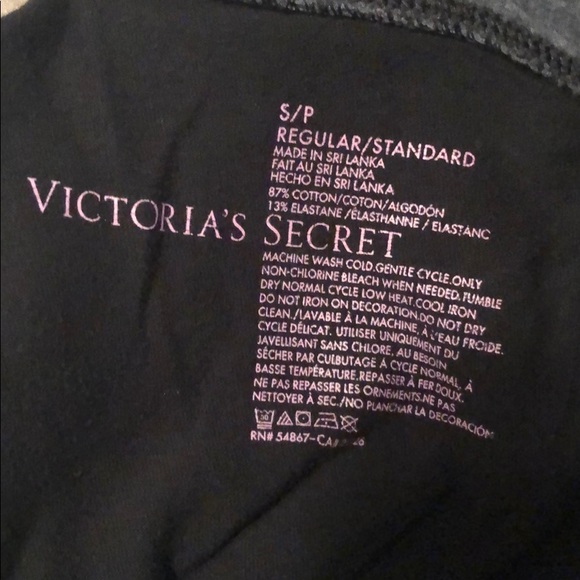 S/P
REGULAR/STANDARD
MADE IN SRI LANKA
FAIT AU SRI LANKA
HECHO EN SRI LANKA
87% COTTON/COTON/ALGODÓN
13% ELASTANE/ÉLASTHANNE/ELASTANC
VICTORIA'S SECRET
MACHINE WASH COLD.GENTLE CYCLE.ONLY
NON-CHLORINE BLEACH WHEN NEEDED.TUMBLE
DRY NORMAL CYCLE LOW HEAT.COOL IRON
DO NOT IRON ON DECORATION.DO NOT DRY
CLEAN./LAVABLE À LA MACHINE, À L'EAU FROIDE.
CYCLE DÉLICAT. UTILISER UNIQUEMENT DU
JAVELLISANT SANS CHLORE, AU BESOIN
SÉCHER PAR CULBUTAGE À CYCLE NORMAL, À
BASSE TEMPÉRATURE.REPASSER À FER DOUX.
NE PAS REPASSER LES ORNEMENTS.NE PAS
NETTOYER À SEC./NO PLANCHAR LA DECORACIÓN
RN# 54867-CA#